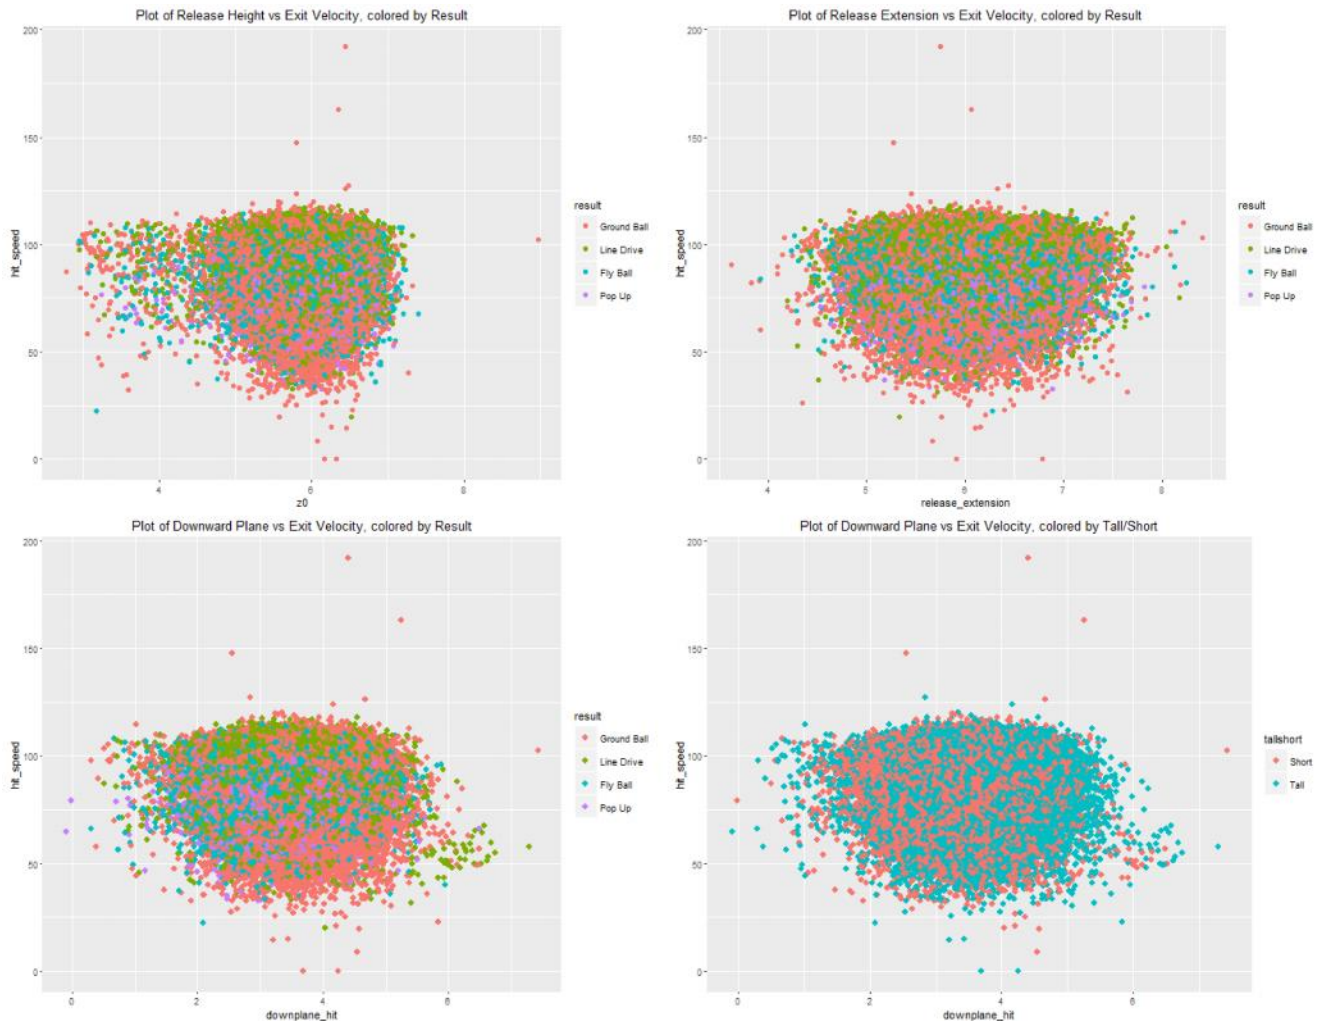 Plot of Release Height vs Exit Velocity, colored by Result
200
150
100
50
0
hit_speed
4
6
8
z0
result
Ground Ball
Line Drive
Fly Ball
Pop Up
Plot of Release Extension vs Exit Velocity, colored by Result
200
150
100
50
0
hit_speed
4
5
6
7
8
release_extension
result
Ground Ball
Line Drive
Fly Ball
Pop Up
Plot of Downward Plane vs Exit Velocity, colored by Result
200
150
100
50
0
hit_speed
0
2
4
6
downplane_hit
result
Ground Ball
Line Drive
Fly Ball
Pop Up
Plot of Downward Plane vs Exit Velocity, colored by Tall/Short
200
150
100
50
0
hit_speed
0
2
4
6
downplane_hit
tallshort
Short
Tall